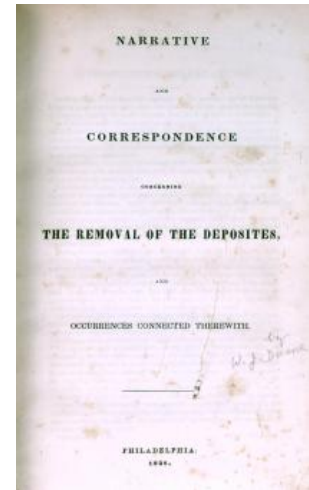 NARRATIVE
AND
CORRESPONDENCE
CONCERNING
THE REMOVAL OF THE DEPOSITES,
AND
OCCURRENCES CONNECTED THEREWITH.
by
W. J. Duane
PHILADELPHIA: